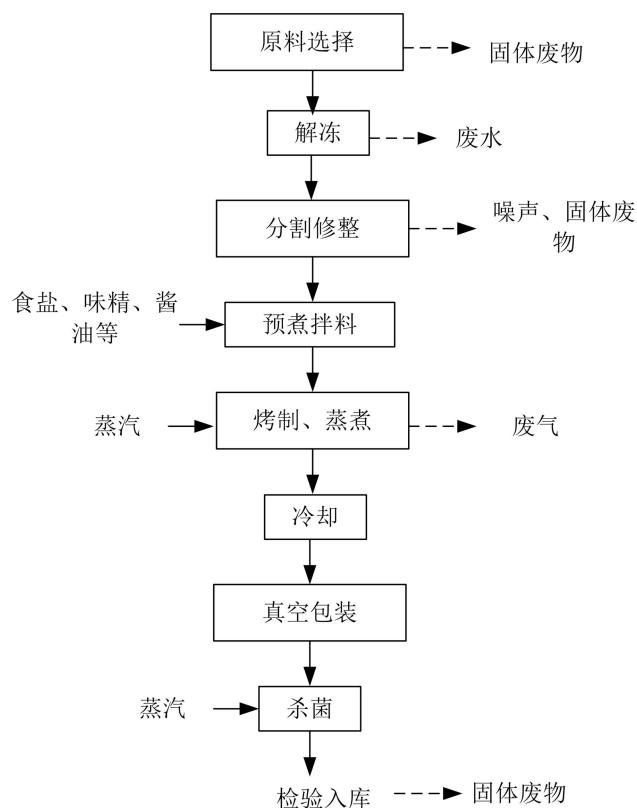 原料选择
固体废物
解冻
废水
分割修整
噪声、固体废
物
食盐、味精、酱
油等
预煮拌料
蒸汽
烤制、蒸煮
废气
冷却
真空包装
蒸汽
杀菌
检验入库
固体废物